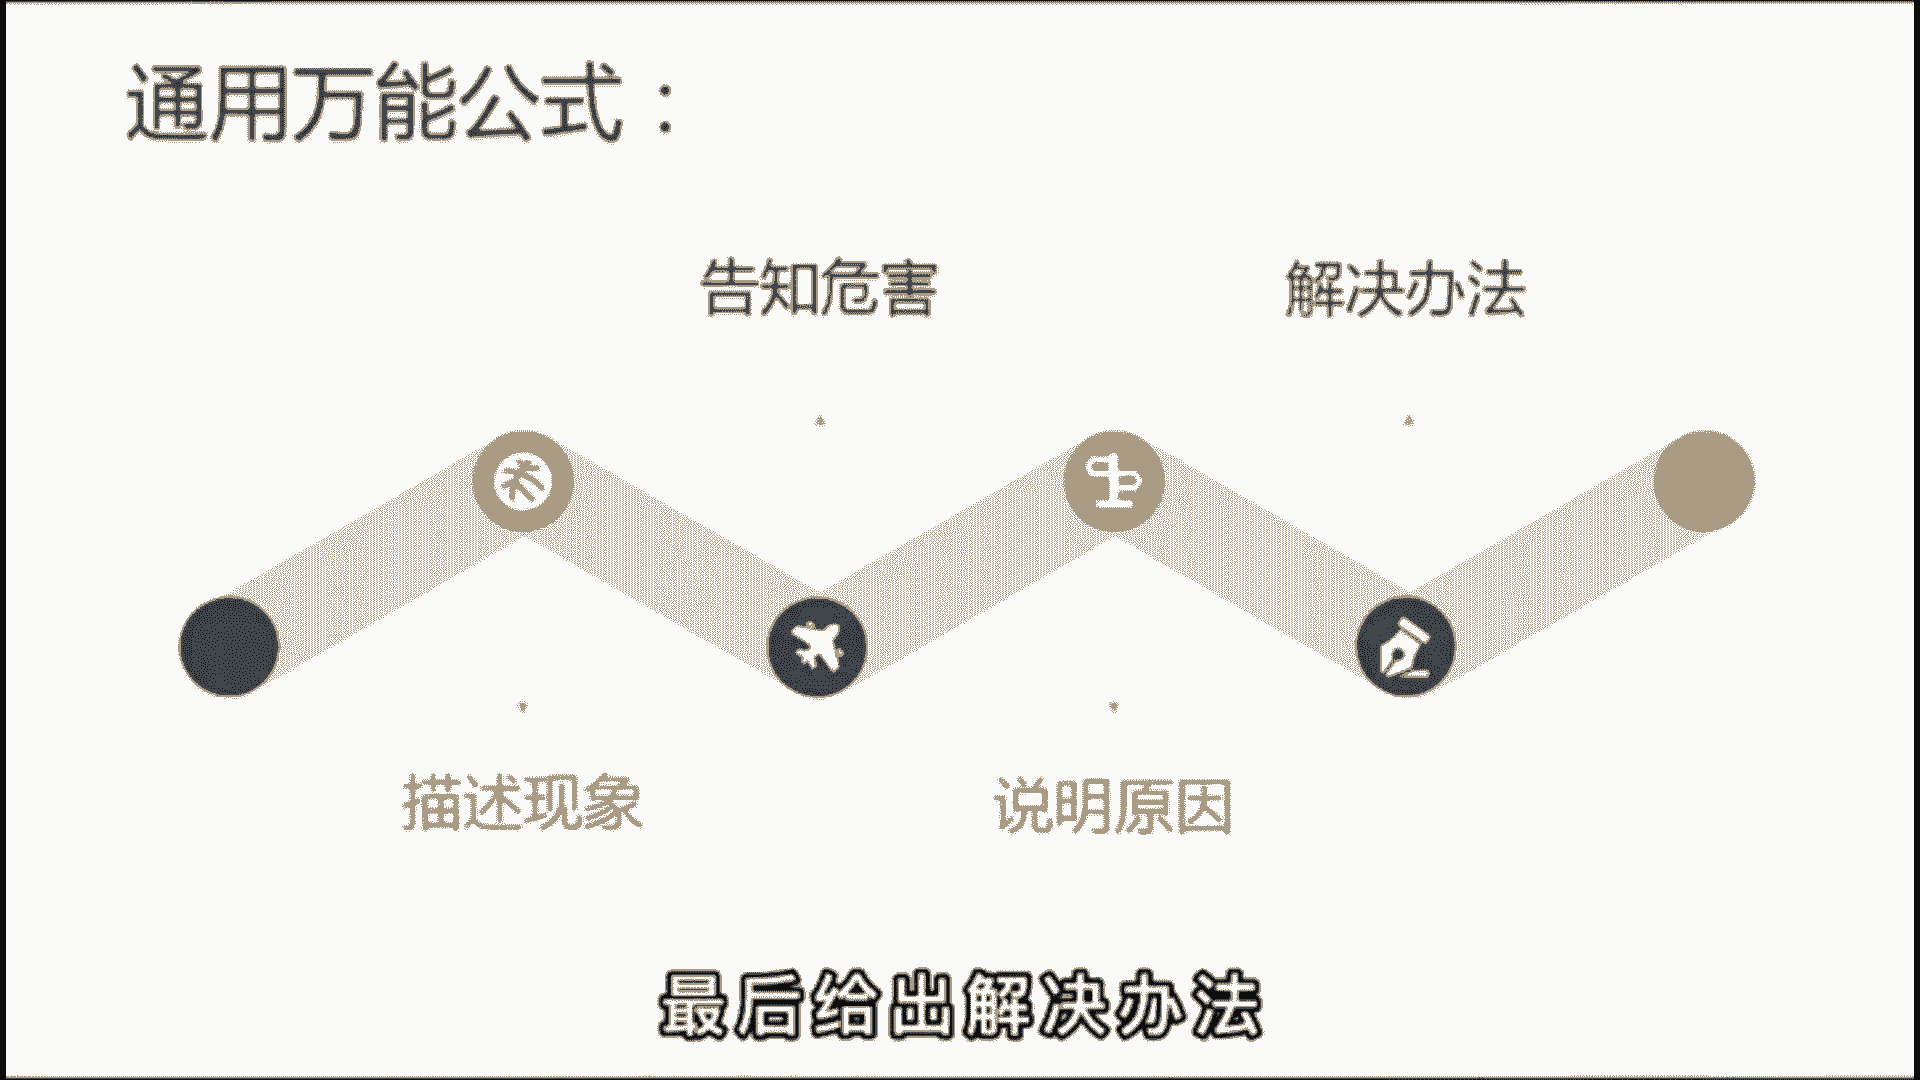 通用万能公式：
告知危害
解决办法
描述现象
说明原因
最后给出解决办法